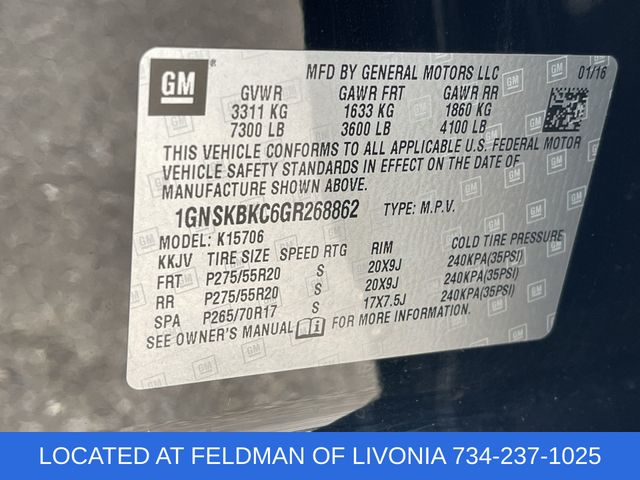 GM ®
MFD BY GENERAL MOTORS LLC 01/16
GVWR GAWR FRT GAWR RR
3311 KG 1633 KG 1860 KG
7300 LB 3600 LB 4100 LB
THIS VEHICLE CONFORMS TO ALL APPLICABLE U.S. FEDERAL MOTOR
VEHICLE SAFETY STANDARDS IN EFFECT ON THE DATE OF
MANUFACTURE SHOWN ABOVE.
1GNSKBKC6GR268862 TYPE: M.P.V.
MODEL: K15706
KKJV TIRE SIZE SPEED RTG RIM COLD TIRE PRESSURE
FRT P275/55R20 S 20X9J 240KPA(35PSI)
RR P275/55R20 S 20X9J 240KPA(35PSI)
SPA P265/70R17 S 17X7.5J 240KPA(35PSI)
SEE OWNER'S MANUAL FOR MORE INFORMATION.
LOCATED AT FELDMAN OF LIVONIA 734-237-1025